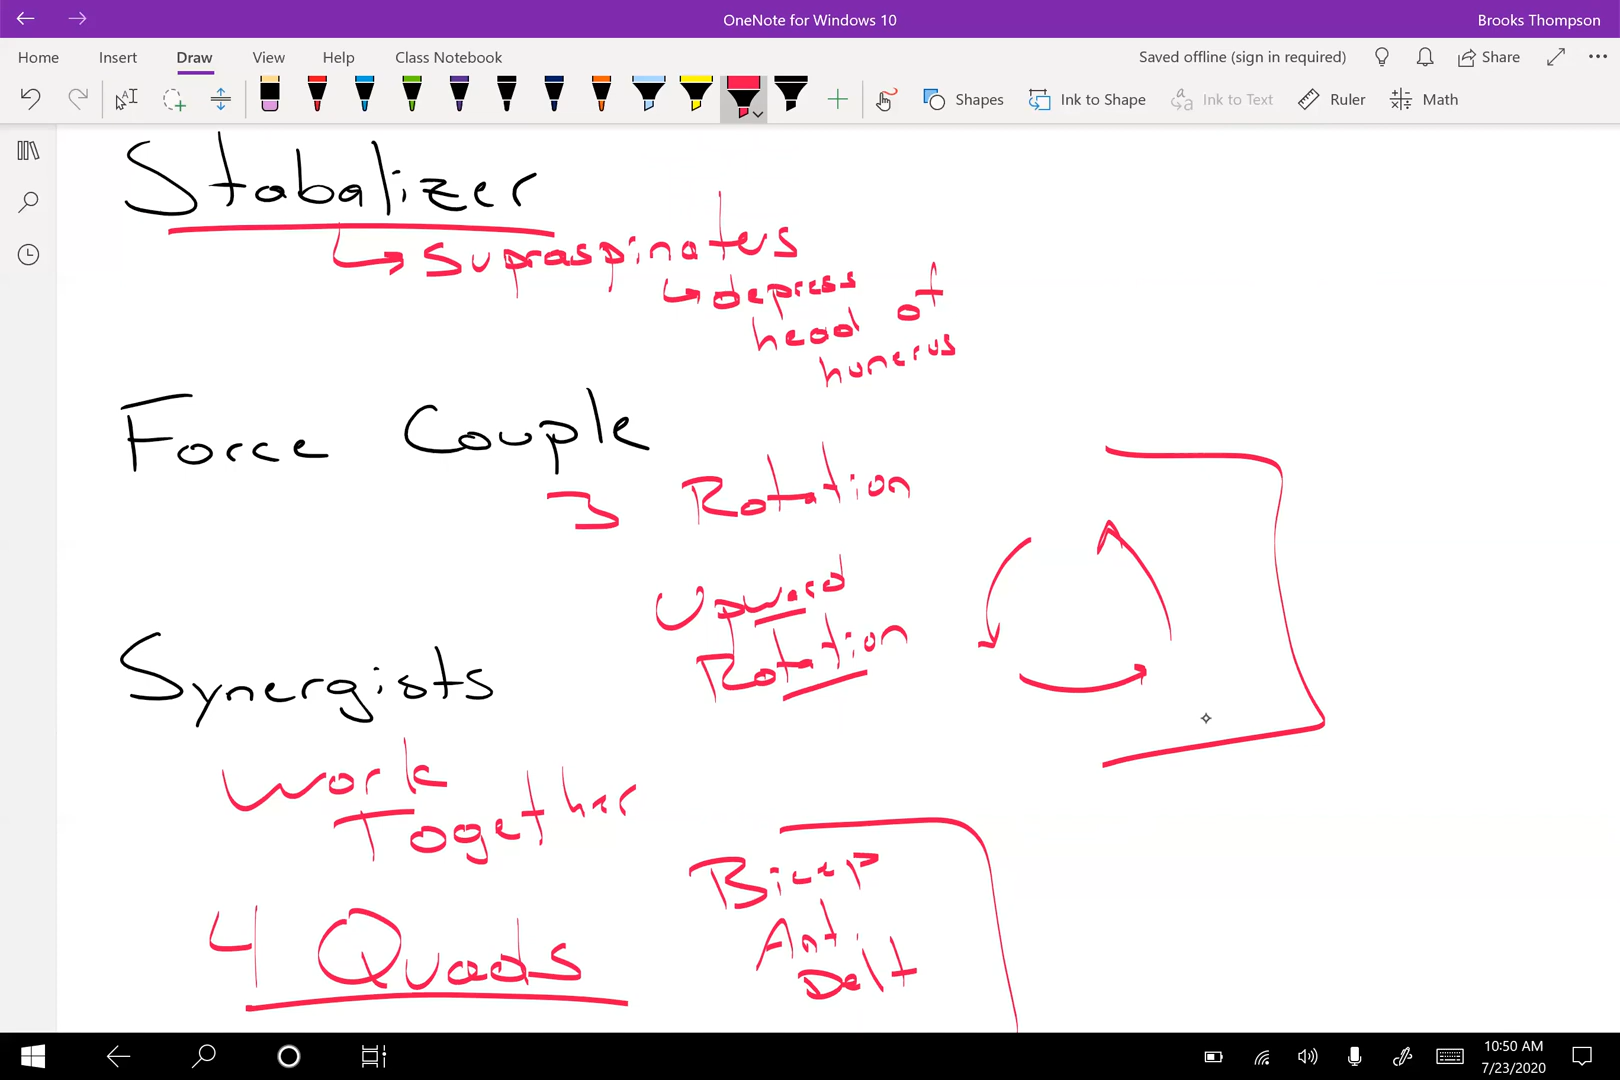 OneNote for Windows 10
Brooks Thompson
Home Insert Draw View Help Class Notebook
Saved offline (sign in required) Share
Shapes Ink to Shape Ink to Text Ruler Math
Stabalizer
Supraspinatus
depress
head of
humerus
Force Couple
3 Rotation
Upward
Rotation
Synergists
Work
Together
4 Quads
Bicep
Ant.
Delt
10:50 AM
7/23/2020